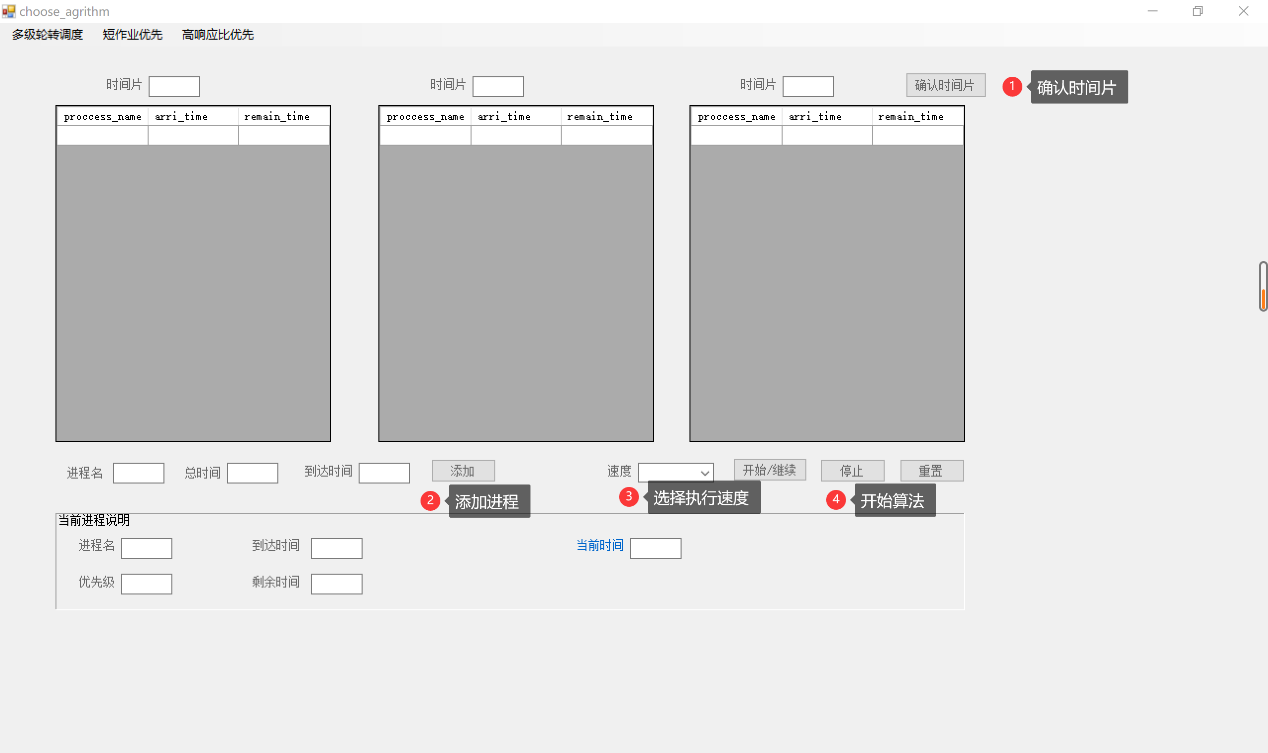 choose_agrithm
多级轮转调度 短作业优先 高响应比优先
时间片 时间片 时间片 确认时间片 1 确认时间片
proccess_name arri_time remain_time proccess_name arri_time remain_time proccess_name arri_time remain_time
进程名 总时间 到达时间 添加 速度 开始/继续 停止 重置
2 添加进程 3 选择执行速度 4 开始算法
当前进程说明
进程名 到达时间 当前时间
优先级 剩余时间